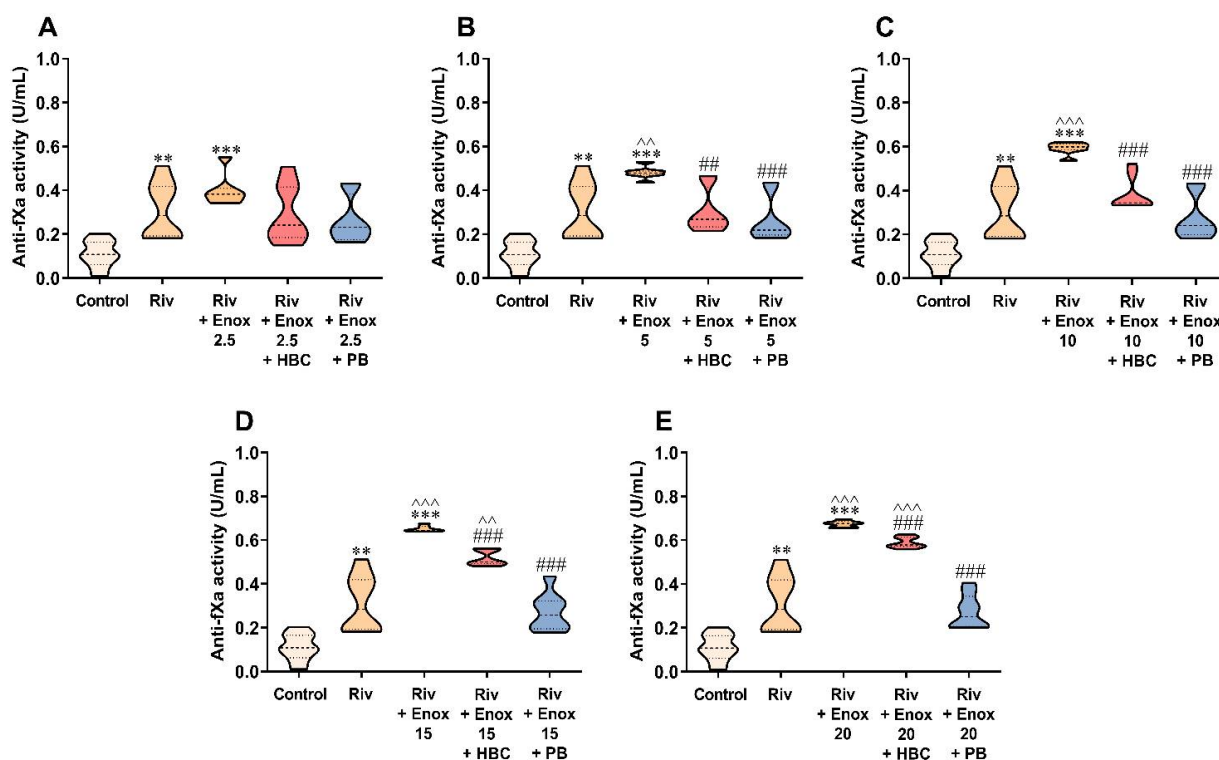 A
Anti-fXa activity (U/mL)
1.0
0.8
0.6
0.4
0.2
0.0
** ***
Control Riv Riv Riv Riv
+ Enox + Enox + Enox
2.5 2.5 2.5
+ HBC + PB
B
Anti-fXa activity (U/mL)
1.0
0.8
0.6
0.4
0.2
0.0
^^
** *** ## ###
Control Riv Riv Riv Riv
+ Enox + Enox + Enox
5 5 5
+ HBC + PB
C
Anti-fXa activity (U/mL)
1.0
0.8
0.6
0.4
0.2
0.0
^^^
** *** ### ###
Control Riv Riv Riv Riv
+ Enox + Enox + Enox
10 10 10
+ HBC + PB
D
Anti-fXa activity (U/mL)
1.0
0.8
0.6
0.4
0.2
0.0
^^^ ^^
** *** ### ###
Control Riv Riv Riv Riv
+ Enox + Enox + Enox
15 15 15
+ HBC + PB
E
Anti-fXa activity (U/mL)
1.0
0.8
0.6
0.4
0.2
0.0
^^^ ^^^
** *** ### ###
Control Riv Riv Riv Riv
+ Enox + Enox + Enox
20 20 20
+ HBC + PB